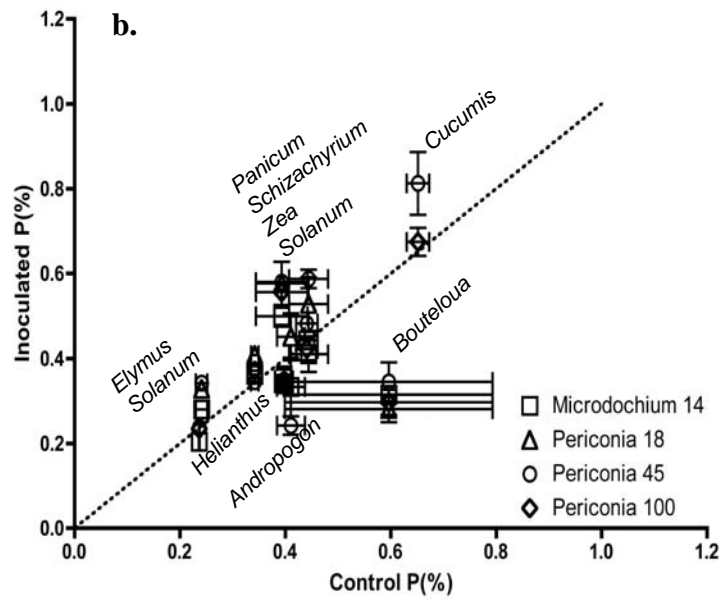 b.
Inoculated P(%)
1.2
1.0
0.8
0.6
0.4
0.2
0.0
Panicum
Schizachyrium
Zea
Solanum
Cucumis
Elymus
Solanum
Helianthus
Andropogon
Bouteloua
Microdochium 14
Periconia 18
Periconia 45
Periconia 100
0.0 0.2 0.4 0.6 0.8 1.0 1.2
Control P(%)